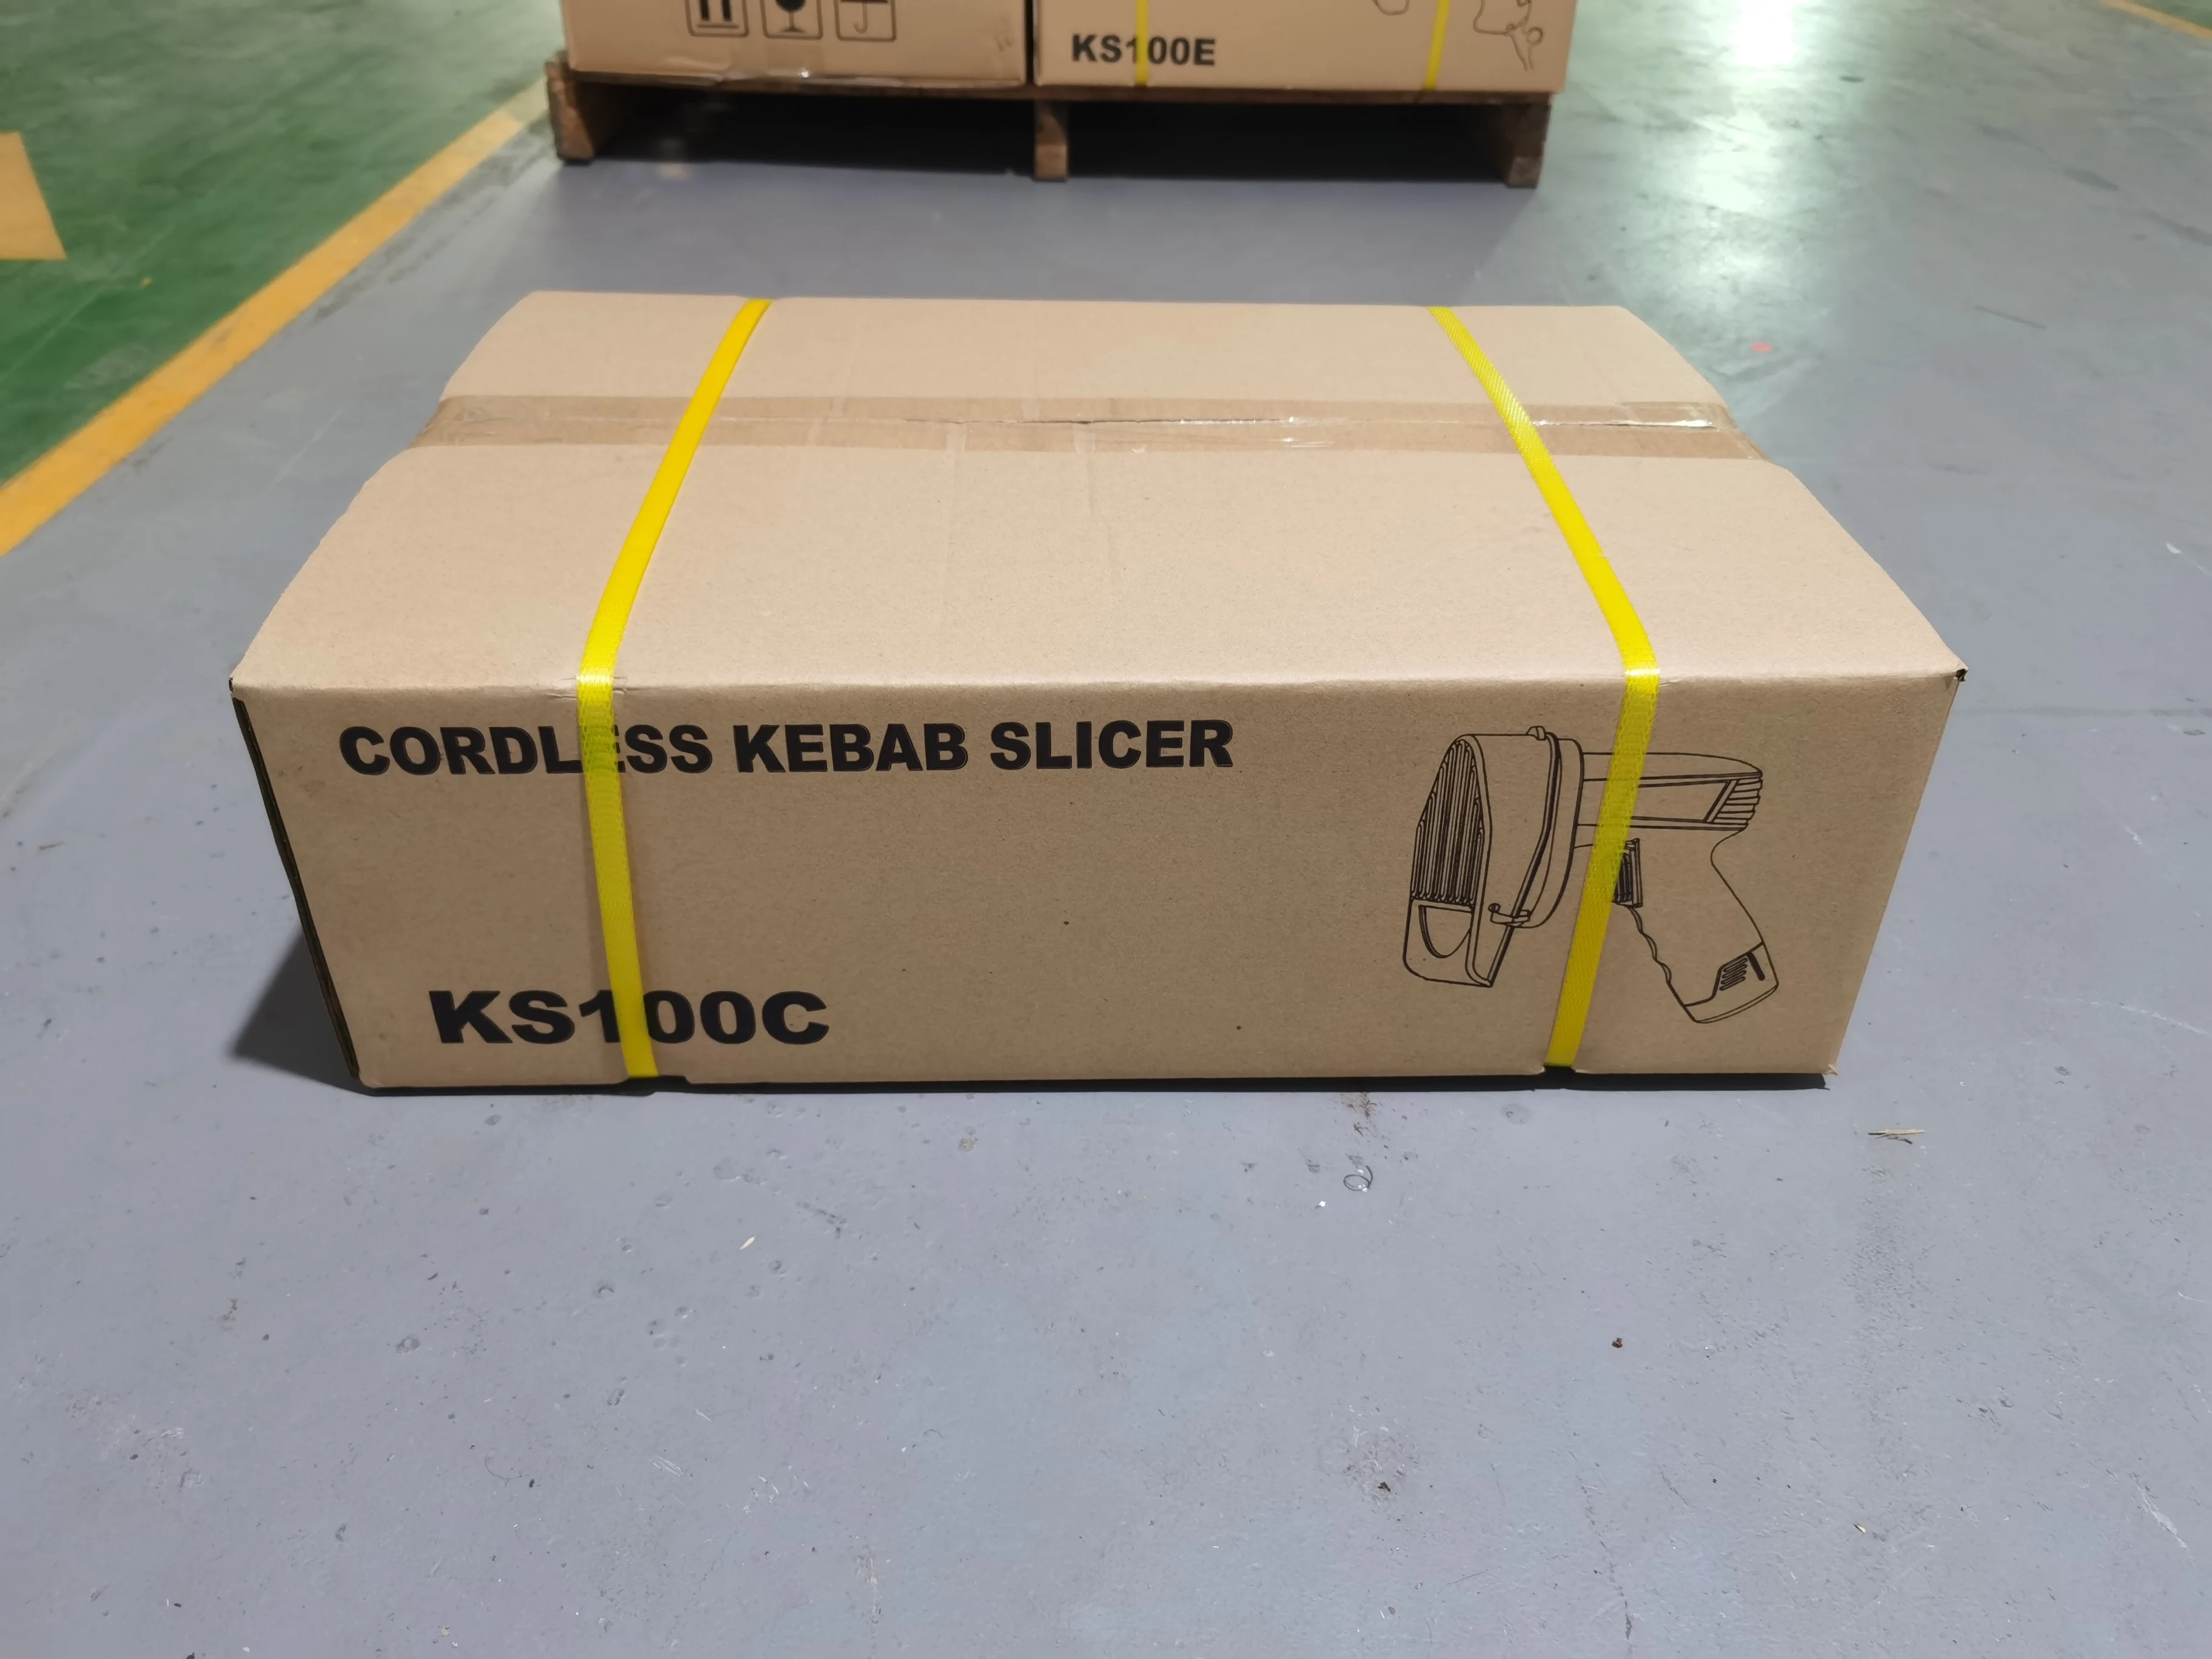 KS100E
CORDLESS KEBAB SLICER
KS100C